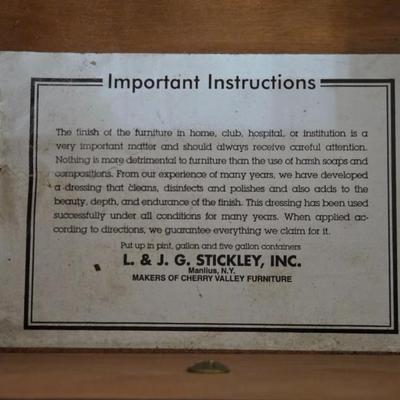 Important Instructions
The finish of the furniture in home, club, hospital, or institution is a
very important matter and should always receive careful attention.
Nothing is more detrimental to furniture than the use of harsh soaps and
compositions. From our experience of many years, we have developed
a dressing that cleans, disinfects and polishes and also adds to the
beauty, depth, and endurance of the finish. This dressing has been used
successfully under all conditions for many years. When applied ac-
cording to directions, we guarantee everything we claim for it.
Put up in pint, gallon and five gallon containers
L. & J. G. STICKLEY, INC.
Manlius, N.Y.
MAKERS OF CHERRY VALLEY FURNITURE